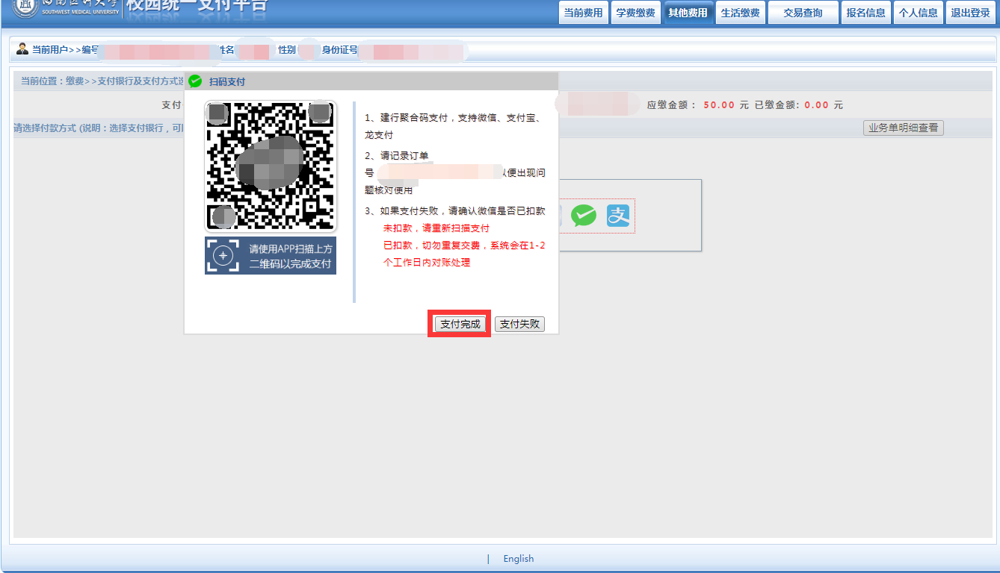 西南医科大学
SOUTHWEST MEDICAL UNIVERSITY
校园统一支付平台
当前费用
学费缴费
其他费用
生活缴费
交易查询
报名信息
个人信息
退出登录
当前用户>>编号 姓名 性别 身份证号
当前位置：缴费>>支付银行及支付方式
扫码支付
支付
应缴金额： 50.00 元 已缴金额: 0.00 元
请选择付款方式 (说明：选择支付银行，可
业务单明细查看
1、建行聚合码支付，支持微信、支付宝、
龙支付
2、请记录订单
号 以便出现问
题核对使用
3、如果支付失败，请确认微信是否已扣款
未扣款，请重新扫描支付
已扣款，切勿重复交费，系统会在1-2
个工作日内对账处理
请使用APP扫描上方
二维码以完成支付
支
支付完成
支付失败
| English